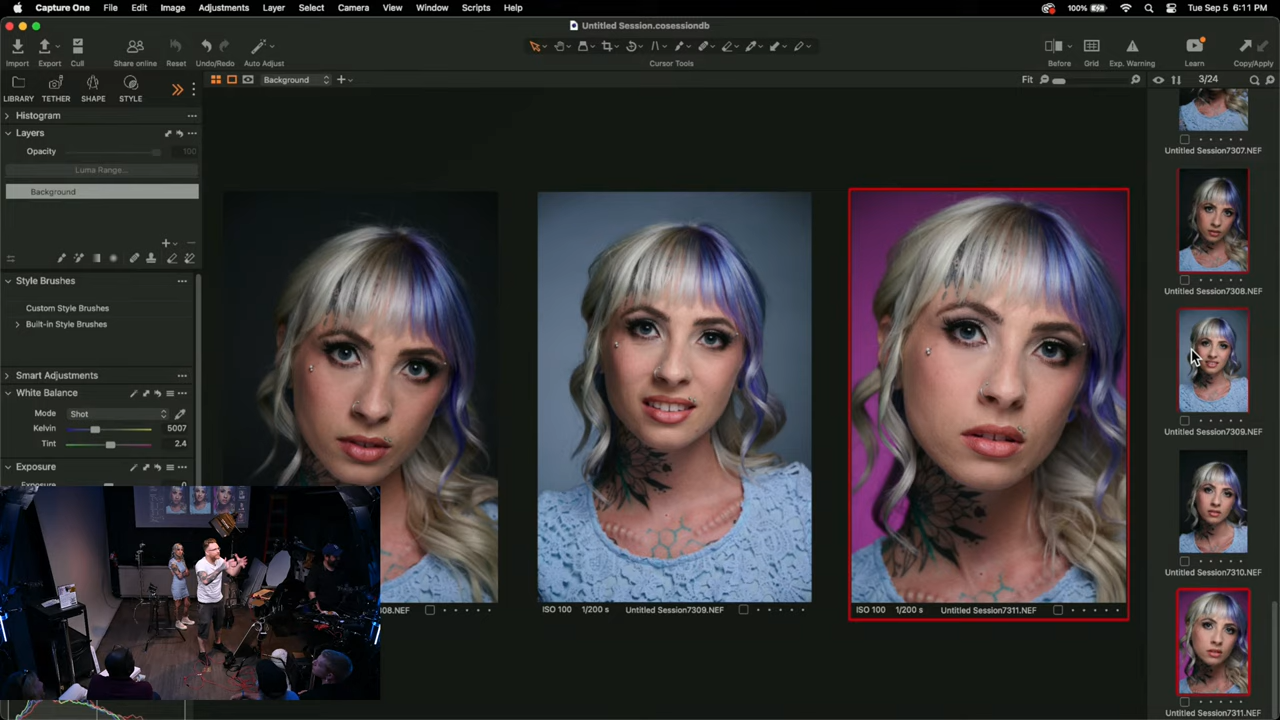 Capture One File Edit Image Adjustments Layer Select Camera View Window Scripts Help 100% Tue Sep 5 6:11 PM
Untitled Session.cosessiondb
Import Export Cull Share online Reset Undo/Redo Auto Adjust Cursor Tools Before Grid Exp. Warning Learn Copy/Apply
LIBRARY TETHER SHAPE STYLE
Background
Fit
3/24
Histogram
Layers
Opacity 100
Luma Range...
Background
Style Brushes
Custom Style Brushes
Built-in Style Brushes
Smart Adjustments
White Balance
Mode Shot
Kelvin 5007
Tint 2.4
Exposure
Exposure 0
08.NEF
ISO 100 1/200 s Untitled Session7309.NEF
ISO 100 1/200 s Untitled Session7311.NEF
Untitled Session7307.NEF
Untitled Session7308.NEF
Untitled Session7309.NEF
Untitled Session7310.NEF
Untitled Session7311.NEF